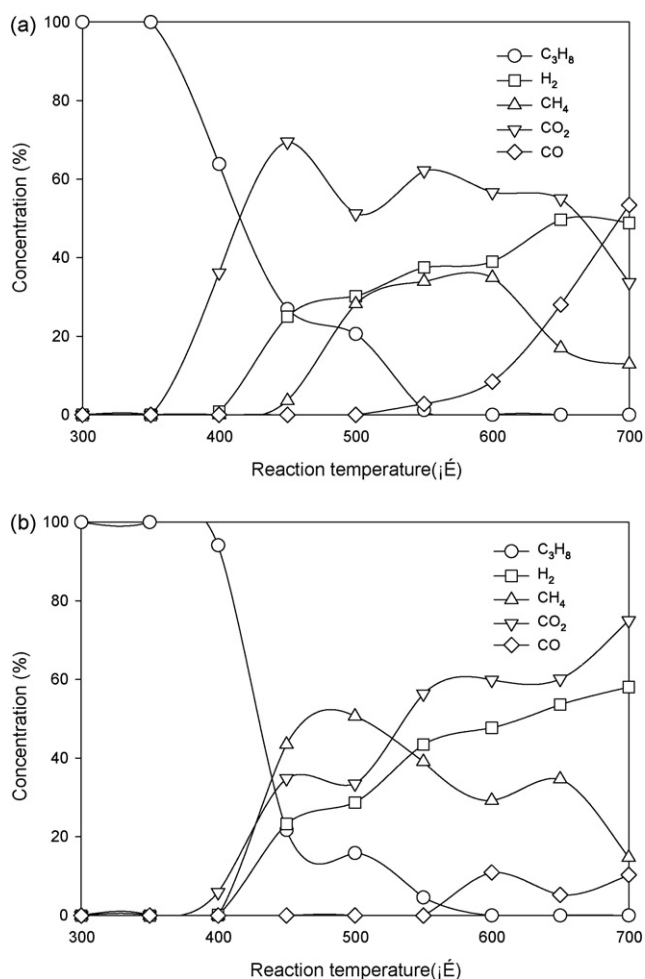 (a)
100
80
60
40
20
0
Concentration (%)
C₃H₈
H₂
CH₄
CO₂
CO
300 400 500 600 700
Reaction temperature(¡É)
(b)
100
80
60
40
20
0
Concentration (%)
C₃H₈
H₂
CH₄
CO₂
CO
300 400 500 600 700
Reaction temperature(¡É)